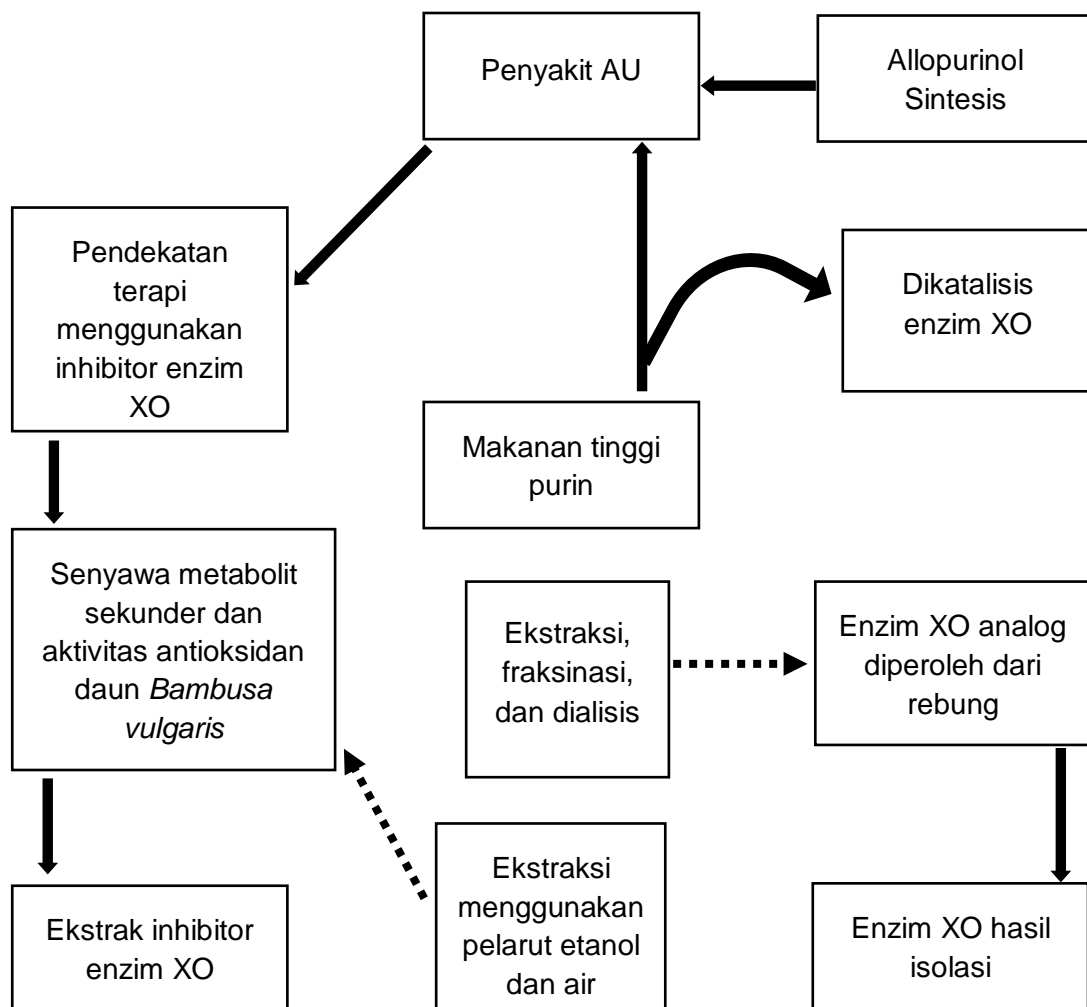 Penyakit AU
Allopurinol
Sintesis
Pendekatan
terapi
menggunakan
inhibitor enzim
XO
Dikatalisis
enzim XO
Makanan tinggi
purin
Senyawa metabolit
sekunder dan
aktivitas antioksidan
daun Bambusa
vulgaris
Ekstraksi,
fraksinasi,
dan dialisis
Enzim XO analog
diperoleh dari
rebung
Ekstrak inhibitor
enzim XO
Ekstraksi
menggunakan
pelarut etanol
dan air
Enzim XO hasil
isolasi